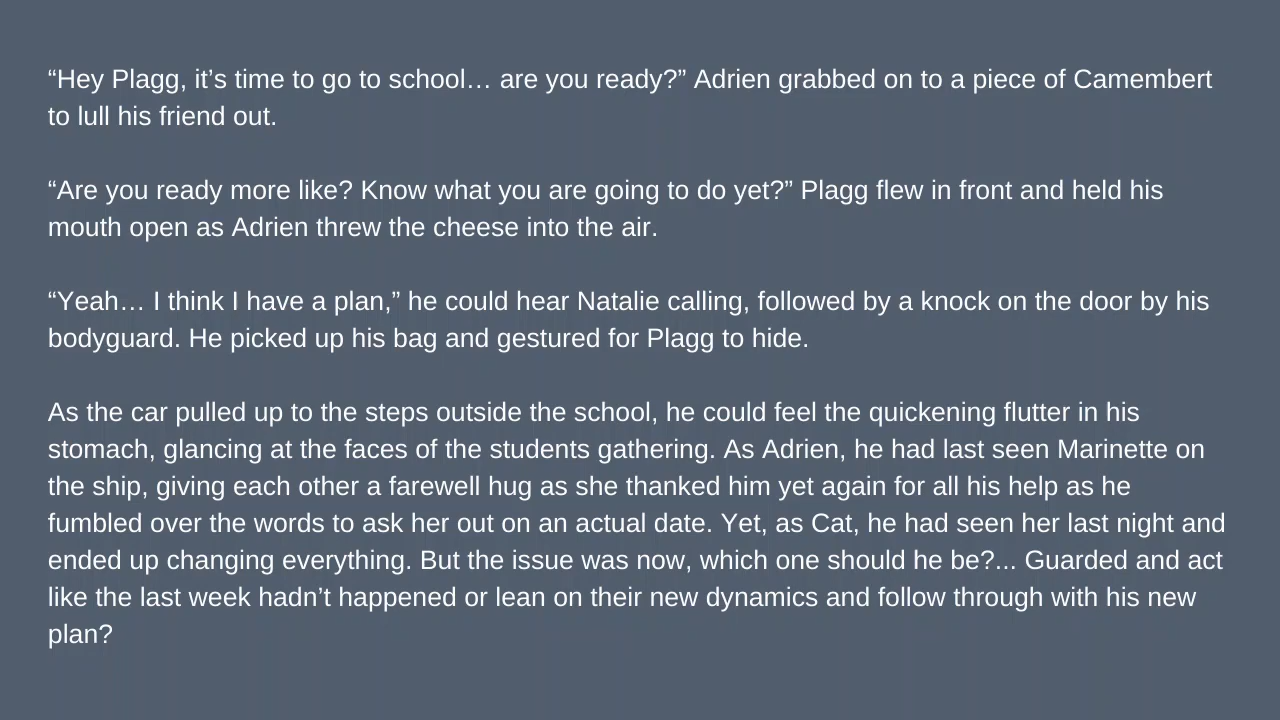 “Hey Plagg, it’s time to go to school… are you ready?” Adrien grabbed on to a piece of Camembert
to lull his friend out.
“Are you ready more like? Know what you are going to do yet?” Plagg flew in front and held his
mouth open as Adrien threw the cheese into the air.
“Yeah… I think I have a plan,” he could hear Natalie calling, followed by a knock on the door by his
bodyguard. He picked up his bag and gestured for Plagg to hide.
As the car pulled up to the steps outside the school, he could feel the quickening flutter in his
stomach, glancing at the faces of the students gathering. As Adrien, he had last seen Marinette on
the ship, giving each other a farewell hug as she thanked him yet again for all his help as he
fumbled over the words to ask her out on an actual date. Yet, as Cat, he had seen her last night and
ended up changing everything. But the issue was now, which one should he be?... Guarded and act
like the last week hadn’t happened or lean on their new dynamics and follow through with his new
plan?